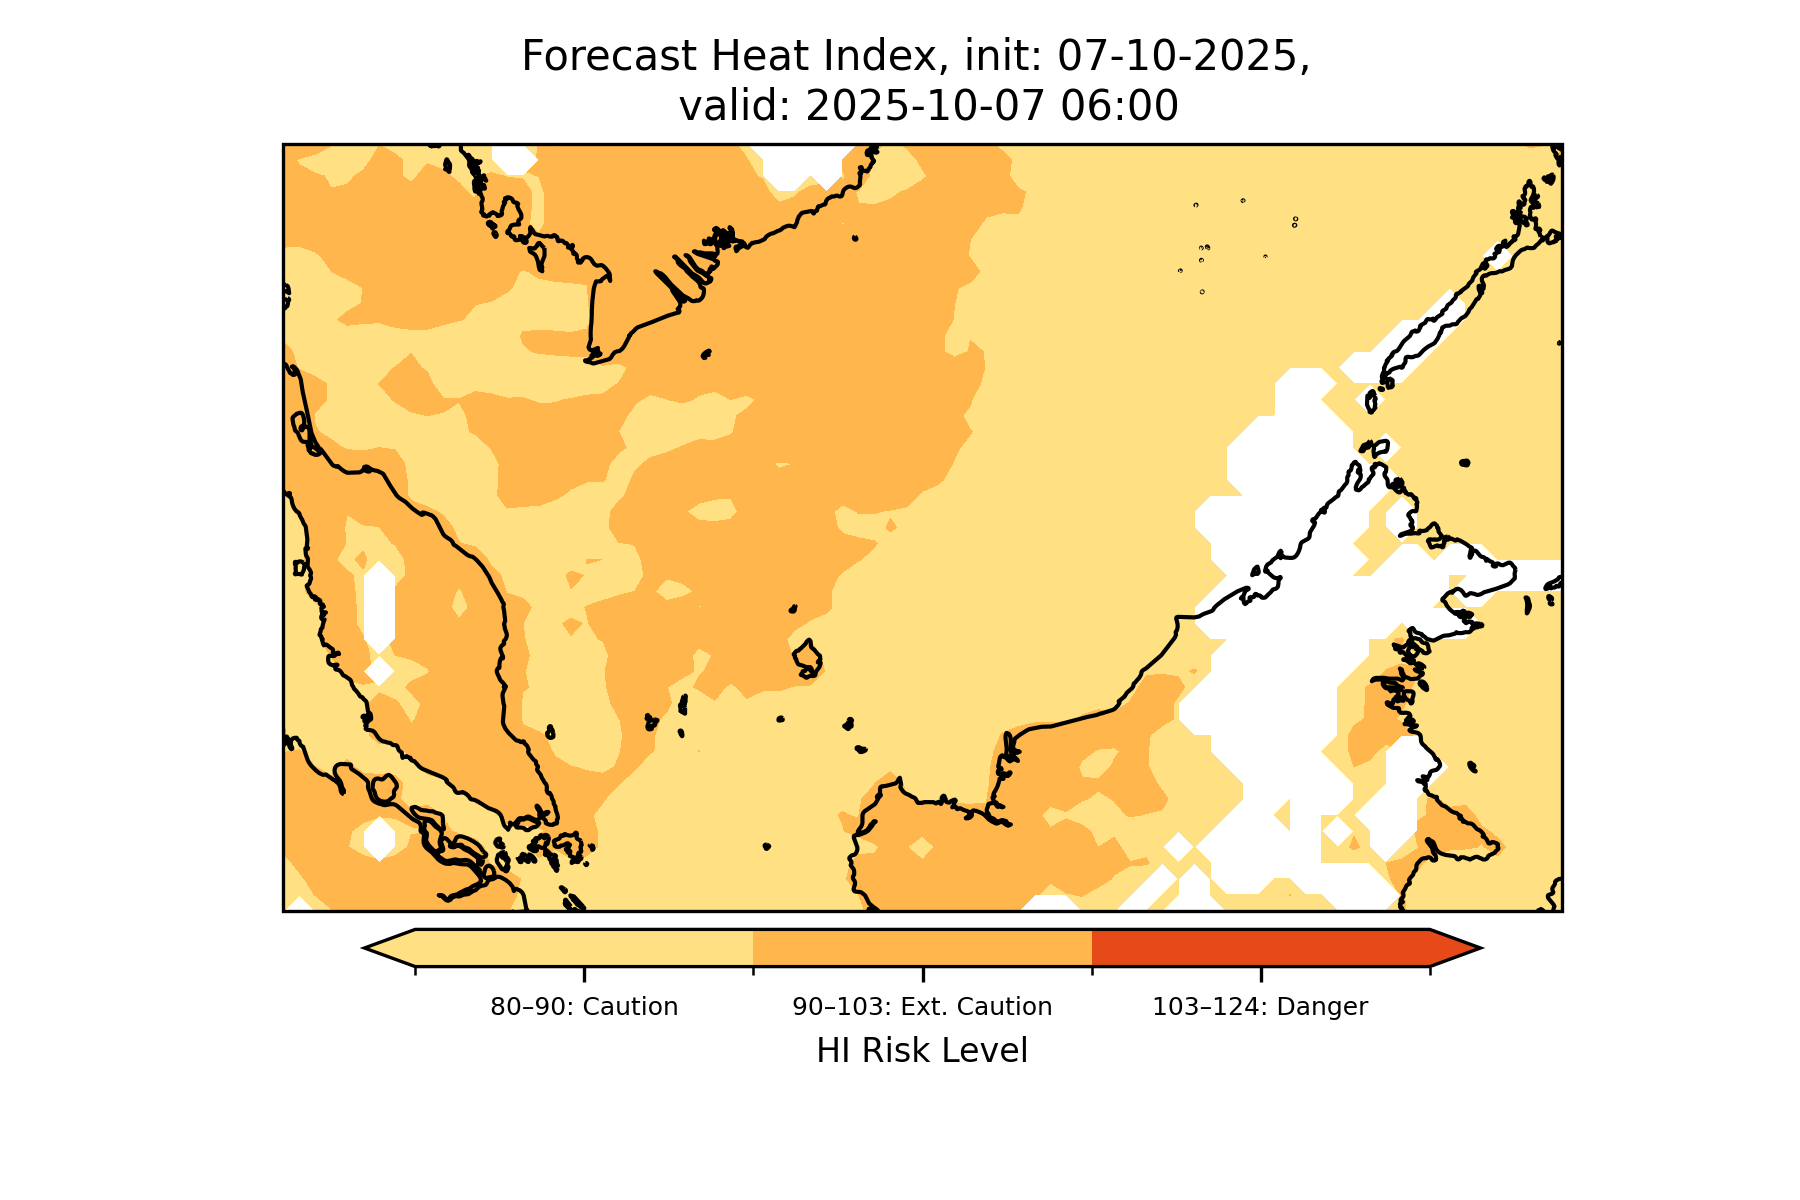 Forecast Heat Index, init: 07-10-2025,
valid: 2025-10-07 06:00
80–90: Caution
90–103: Ext. Caution
103–124: Danger
HI Risk Level